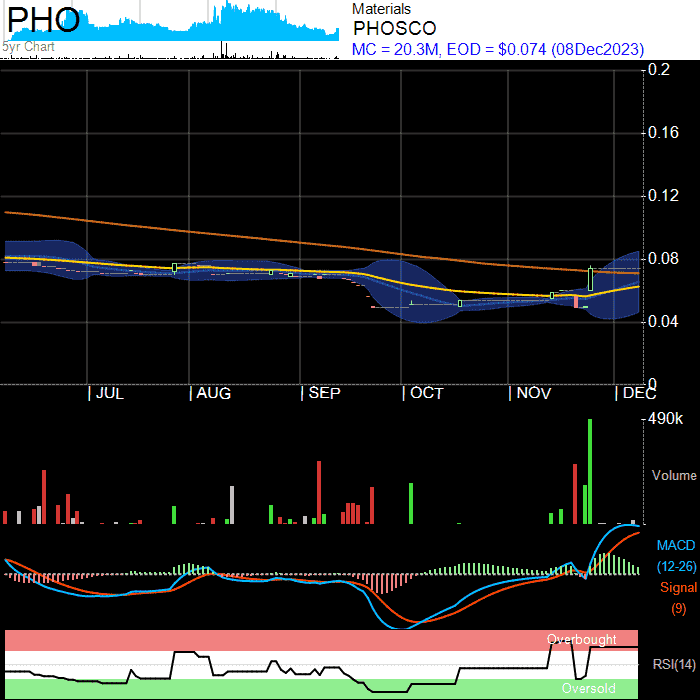 PHO
5yr Chart
Materials
PHOSCO
MC = 20.3M, EOD = $0.074 (08Dec2023)
0.2
0.16
0.12
0.08
0.04
0
JUL AUG SEP OCT NOV DEC
490k
Volume
MACD
(12-26)
Signal
(9)
Overbought
RSI(14)
Oversold